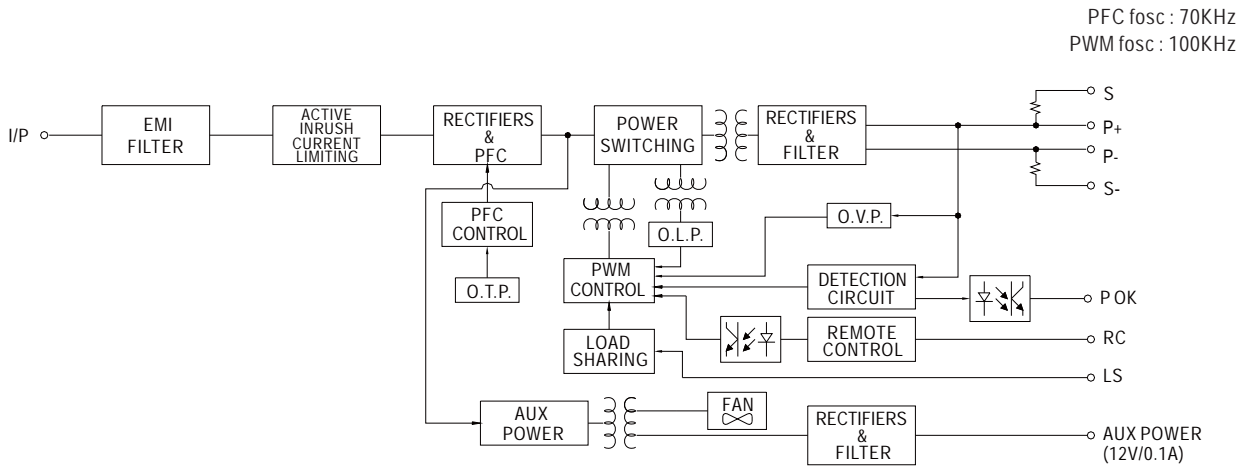 PFC fosc : 70KHz
PWM fosc : 100KHz
I/P
EMI
FILTER
ACTIVE
INRUSH
CURRENT
LIMITING
RECTIFIERS
&
PFC
POWER
SWITCHING
RECTIFIERS
&
FILTER
S
P+
P-
S-
PFC
CONTROL
O.T.P.
O.L.P.
O.V.P.
PWM
CONTROL
DETECTION
CIRCUIT
P OK
LOAD
SHARING
REMOTE
CONTROL
RC
LS
AUX
POWER
FAN
RECTIFIERS
&
FILTER
AUX POWER
(12V/0.1A)